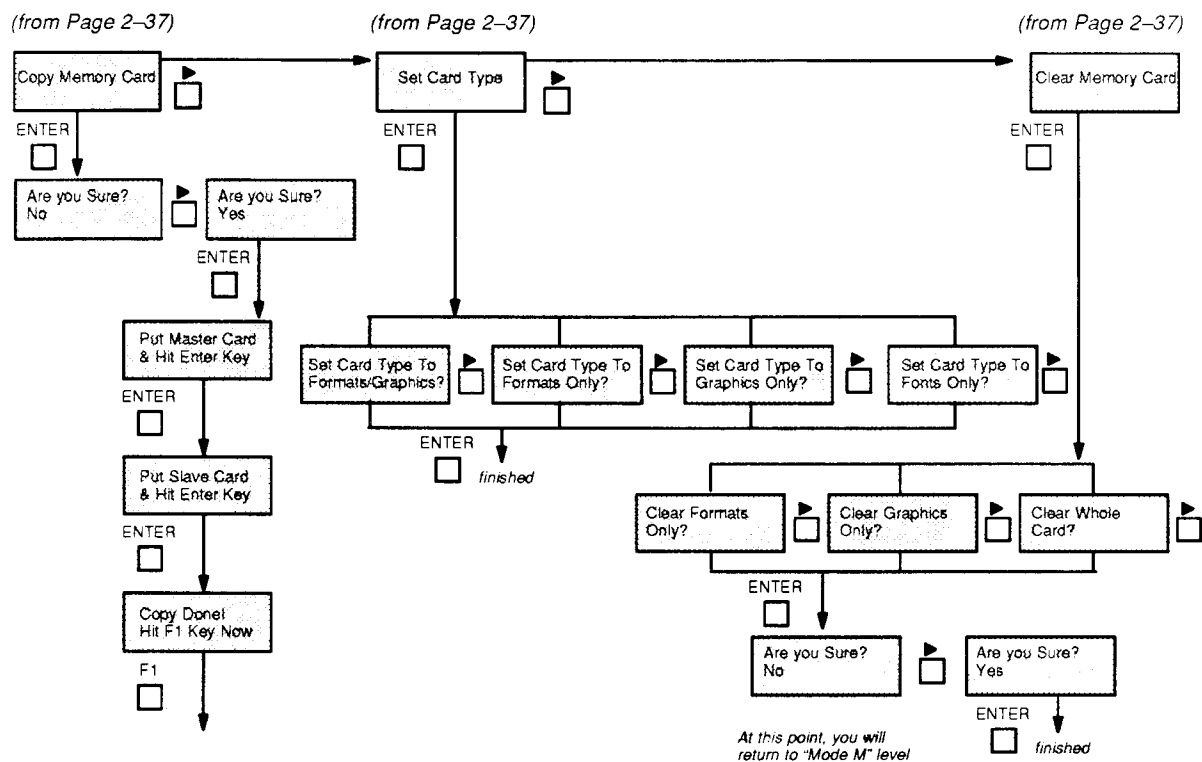 (from Page 2–37)
(from Page 2–37)
(from Page 2–37)
Copy Memory Card
Set Card Type
Clear Memory Card
ENTER
ENTER
ENTER
Are you Sure?
No
Are you Sure?
Yes
ENTER
Put Master Card
& Hit Enter Key
ENTER
Put Slave Card
& Hit Enter Key
ENTER
Copy Done!
Hit F1 Key Now
F1
Set Card Type To
Formats/Graphics?
Set Card Type To
Formats Only?
Set Card Type To
Graphics Only?
Set Card Type To
Fonts Only?
ENTER
finished
Clear Formats
Only?
Clear Graphics
Only?
Clear Whole
Card?
ENTER
Are you Sure?
No
Are you Sure?
Yes
ENTER
finished
At this point, you will
return to "Mode M" level